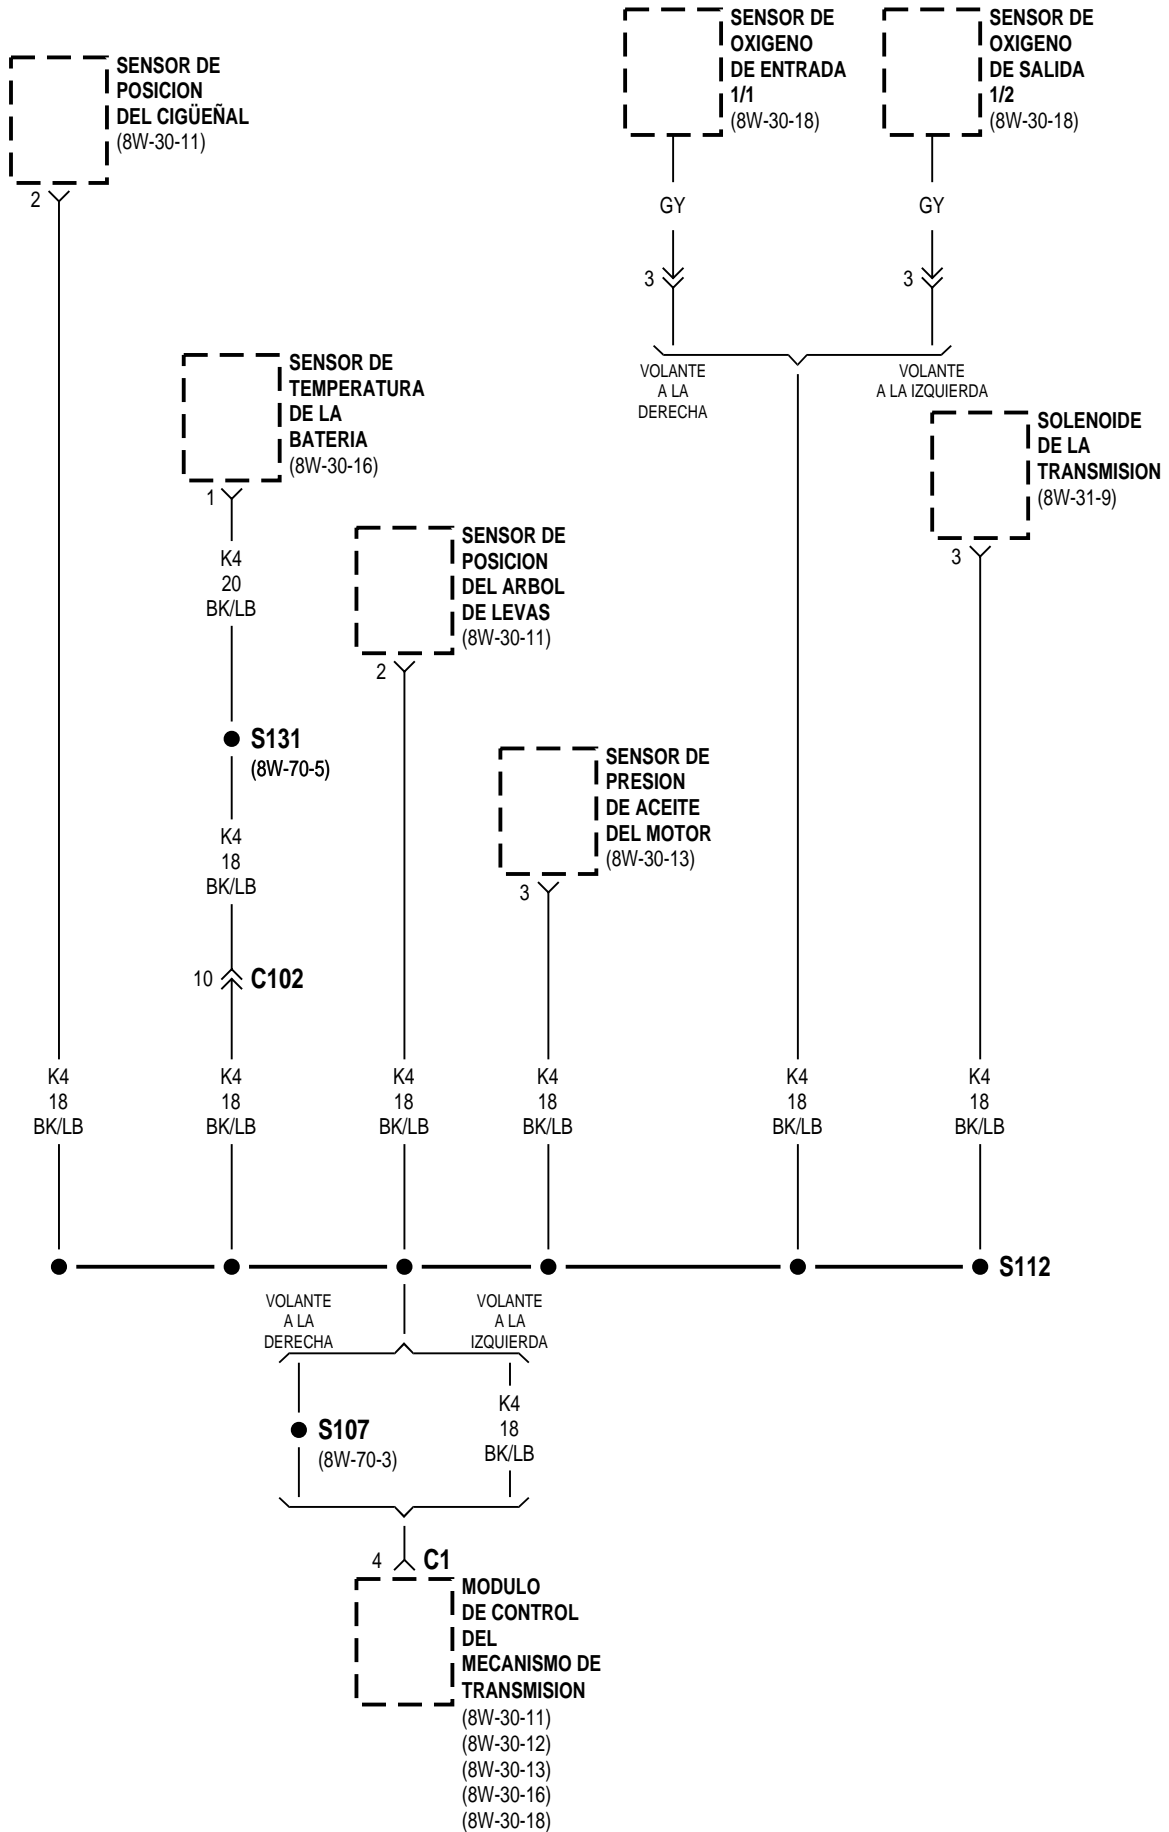 SENSOR DE
POSICION
DEL CIGÜEÑAL
(8W-30-11)
2
SENSOR DE
OXIGENO
DE ENTRADA
1/1
(8W-30-18)
GY
3
SENSOR DE
OXIGENO
DE SALIDA
1/2
(8W-30-18)
GY
3
VOLANTE
A LA
DERECHA
VOLANTE
A LA IZQUIERDA
SENSOR DE
TEMPERATURA
DE LA
BATERIA
(8W-30-16)
1
K4
20
BK/LB
S131
(8W-70-5)
K4
18
BK/LB
10
C102
SOLENOIDE
DE LA
TRANSMISION
(8W-31-9)
3
SENSOR DE
POSICION
DEL ARBOL
DE LEVAS
(8W-30-11)
2
SENSOR DE
PRESION
DE ACEITE
DEL MOTOR
(8W-30-13)
3
K4
18
BK/LB
K4
18
BK/LB
K4
18
BK/LB
K4
18
BK/LB
K4
18
BK/LB
K4
18
BK/LB
S112
VOLANTE
A LA
DERECHA
VOLANTE
A LA
IZQUIERDA
S107
(8W-70-3)
K4
18
BK/LB
4
C1
MODULO
DE CONTROL
DEL
MECANISMO DE
TRANSMISION
(8W-30-11)
(8W-30-12)
(8W-30-13)
(8W-30-16)
(8W-30-18)